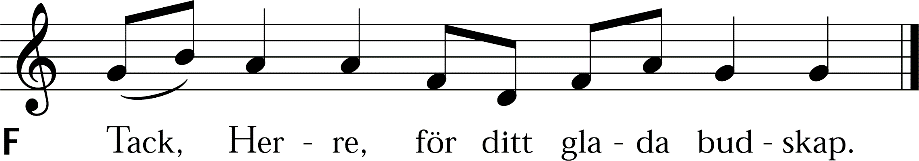 F Tack, Her - re, för ditt gla - da bud - skap.